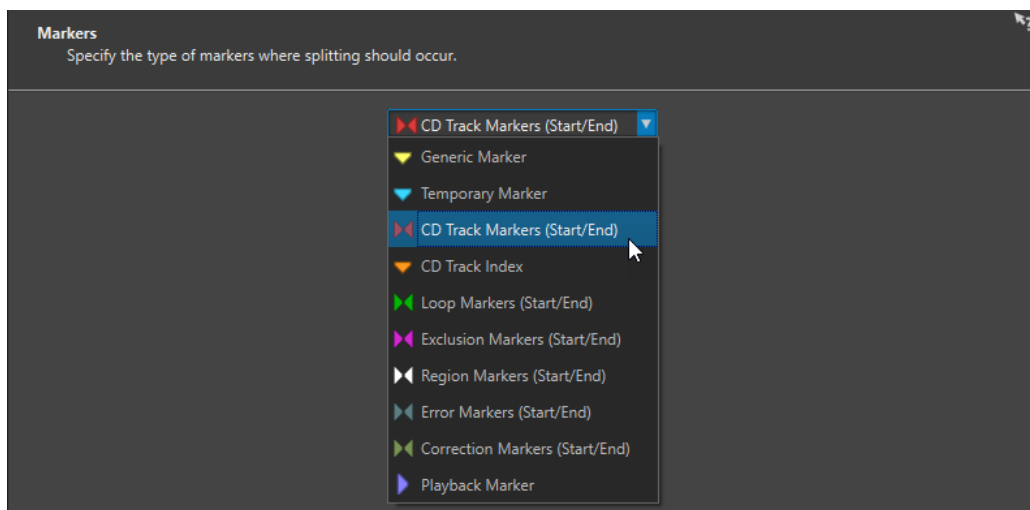 Markers
Specify the type of markers where splitting should occur.
CD Track Markers (Start/End)
Generic Marker
Temporary Marker
CD Track Markers (Start/End)
CD Track Index
Loop Markers (Start/End)
Exclusion Markers (Start/End)
Region Markers (Start/End)
Error Markers (Start/End)
Correction Markers (Start/End)
Playback Marker